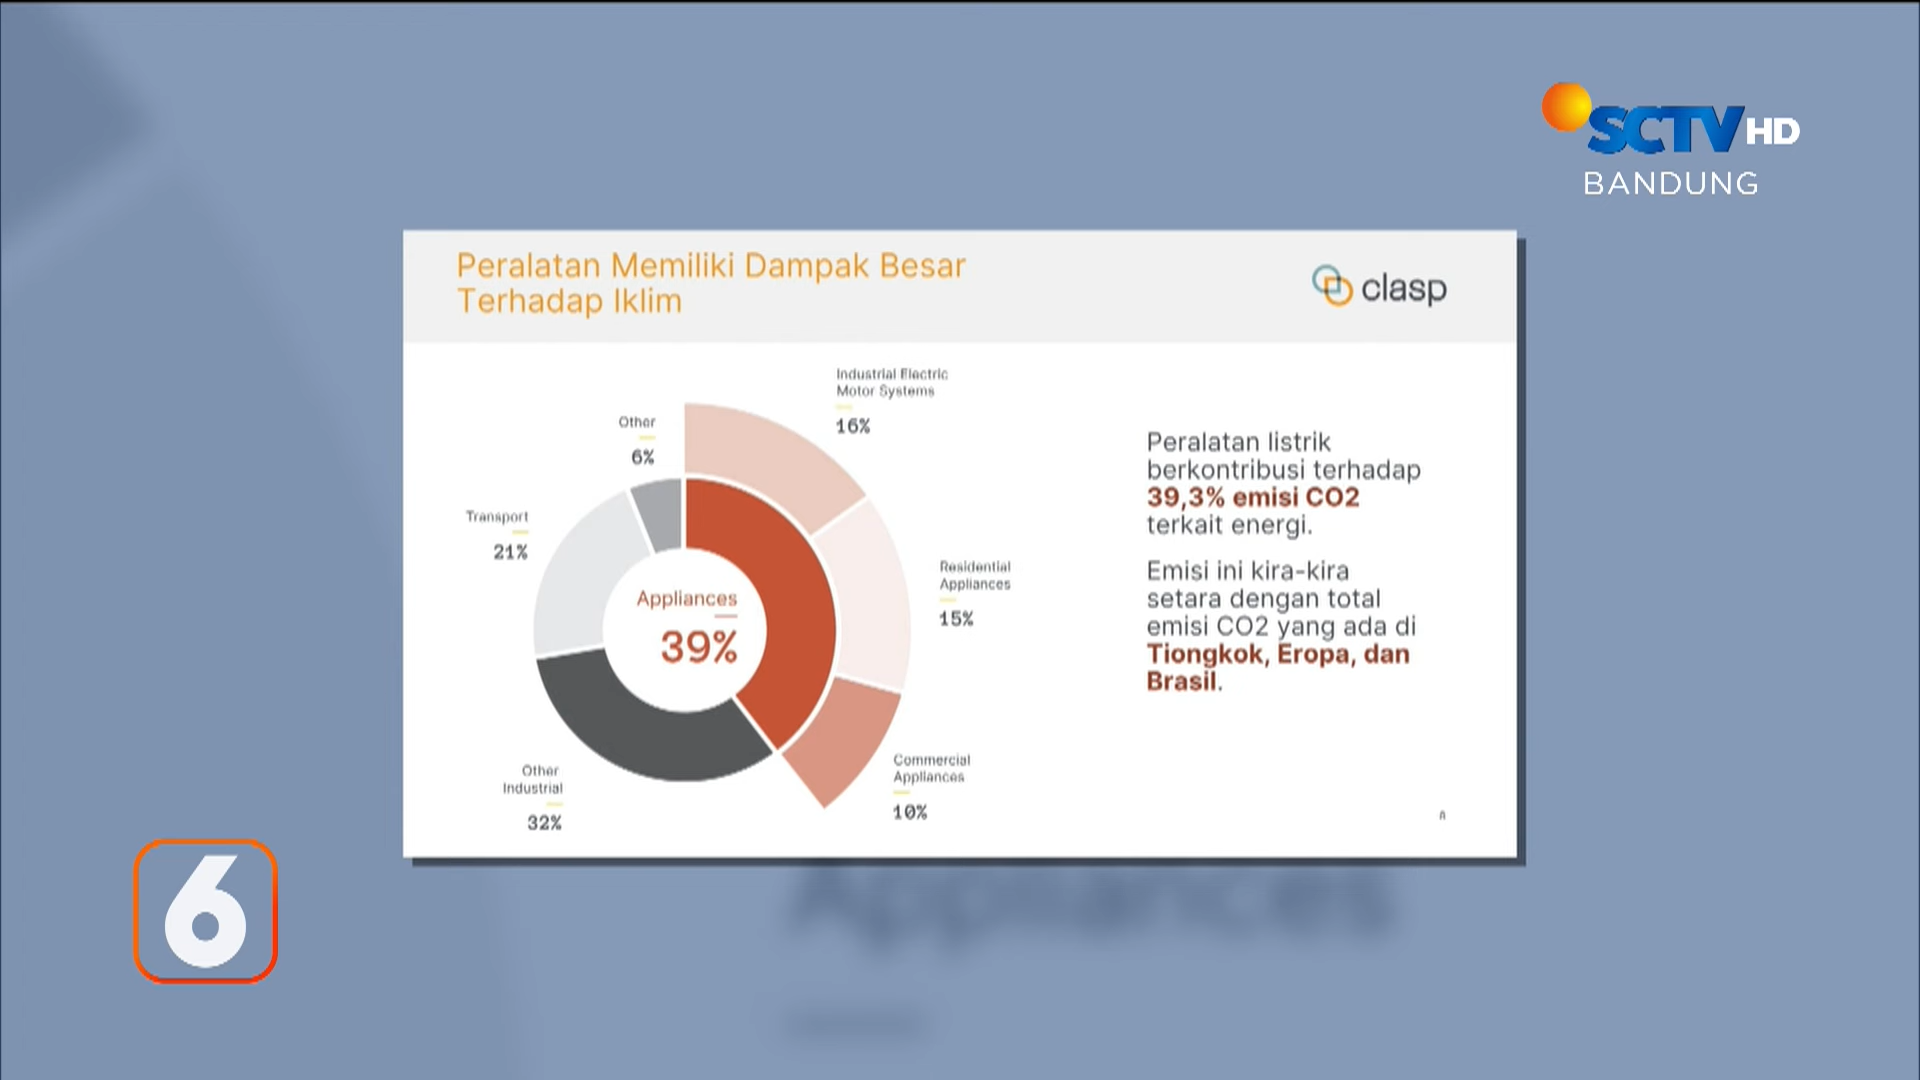 SCTV HD
BANDUNG
Peralatan Memiliki Dampak Besar
Terhadap Iklim
clasp
Industrial Electric
Motor Systems
16%
Other
6%
Transport
21%
Residential
Appliances
15%
Appliances
39%
Commercial
Appliances
10%
Other
Industrial
32%
Peralatan listrik
berkontribusi terhadap
39,3% emisi CO2
terkait energi.
Emisi ini kira-kira
setara dengan total
emisi CO2 yang ada di
Tiongkok, Eropa, dan
Brasil.
6
Appliances